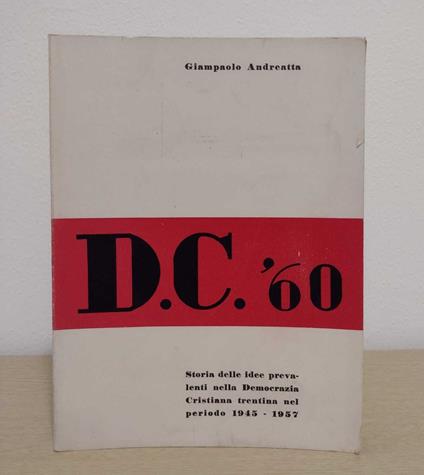 Giampaolo Andreatta
D.C. '60
Storia delle idee preva-
lenti nella Democrazia
Cristiana trentina nel
periodo 1945 - 1957